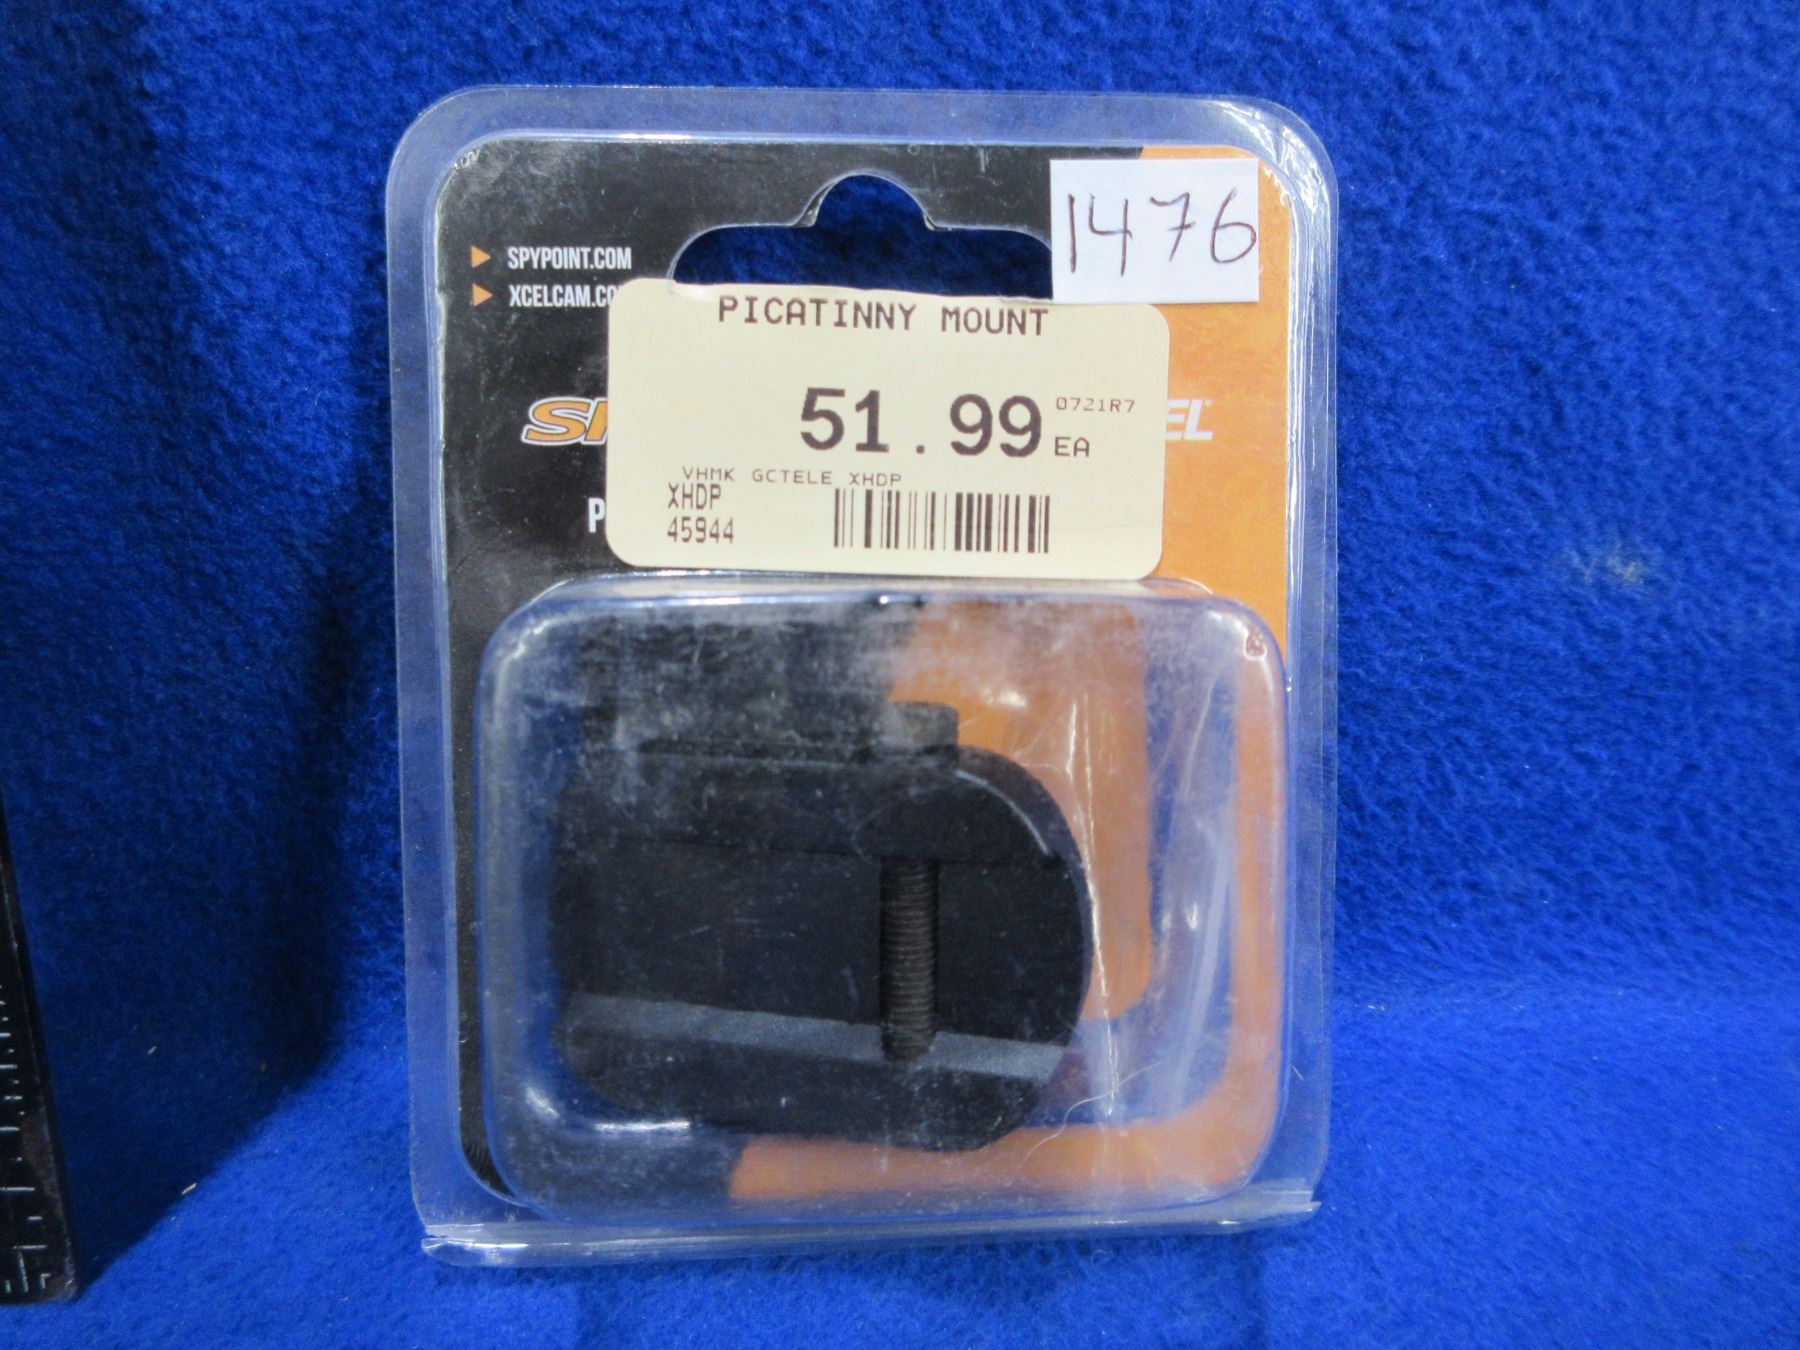 1476
SPYPOINT.COM
XCELCAM.CO
PICATINNY MOUNT
51.99
0721R7
EA
VHMK GCTELE XHDP
XHDP
45944